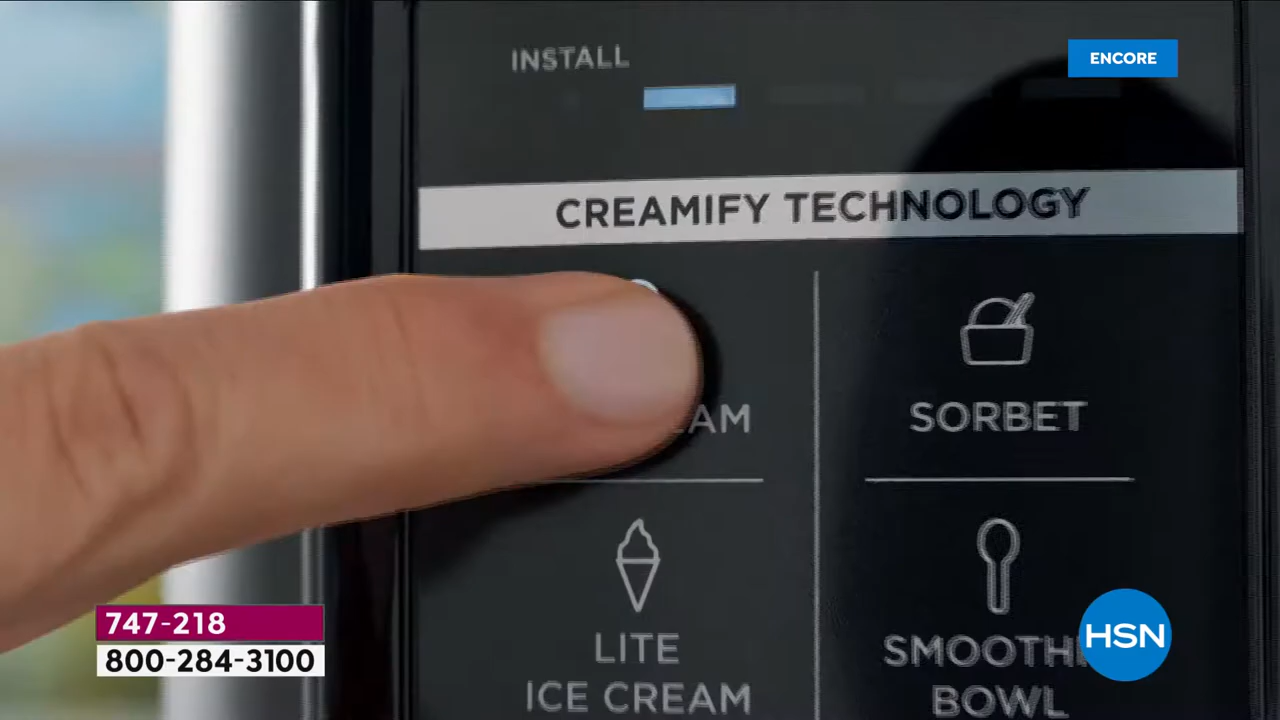 INSTALL
ENCORE
CREAMIFY TECHNOLOGY
SORBET
LITE
ICE CREAM
BOWL
747-218
800-284-3100
HSN